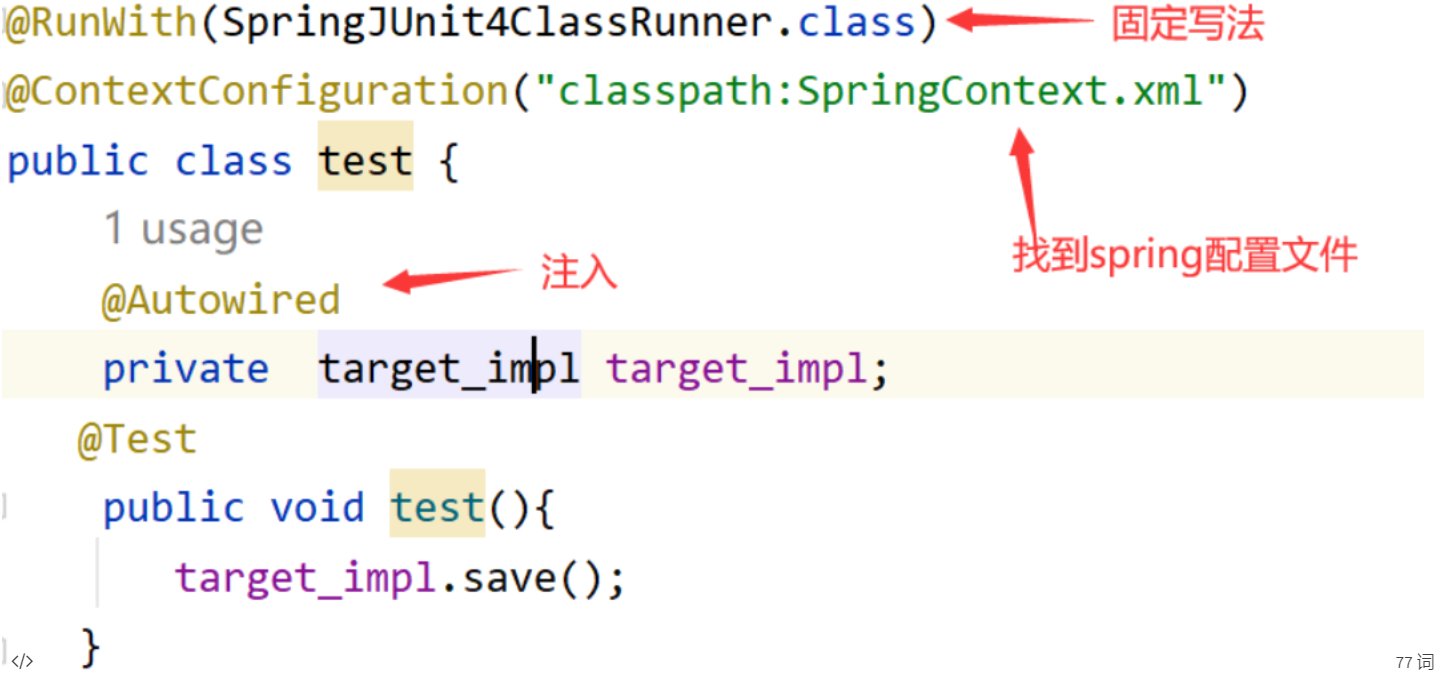 @RunWith(SpringJUnit4ClassRunner.class) 固定写法
@ContextConfiguration("classpath:SpringContext.xml")
public class test {
1 usage
找到spring配置文件
@Autowired 注入
private target_impl target_impl;
@Test
public void test(){
target_impl.save();
}
</> 77 词